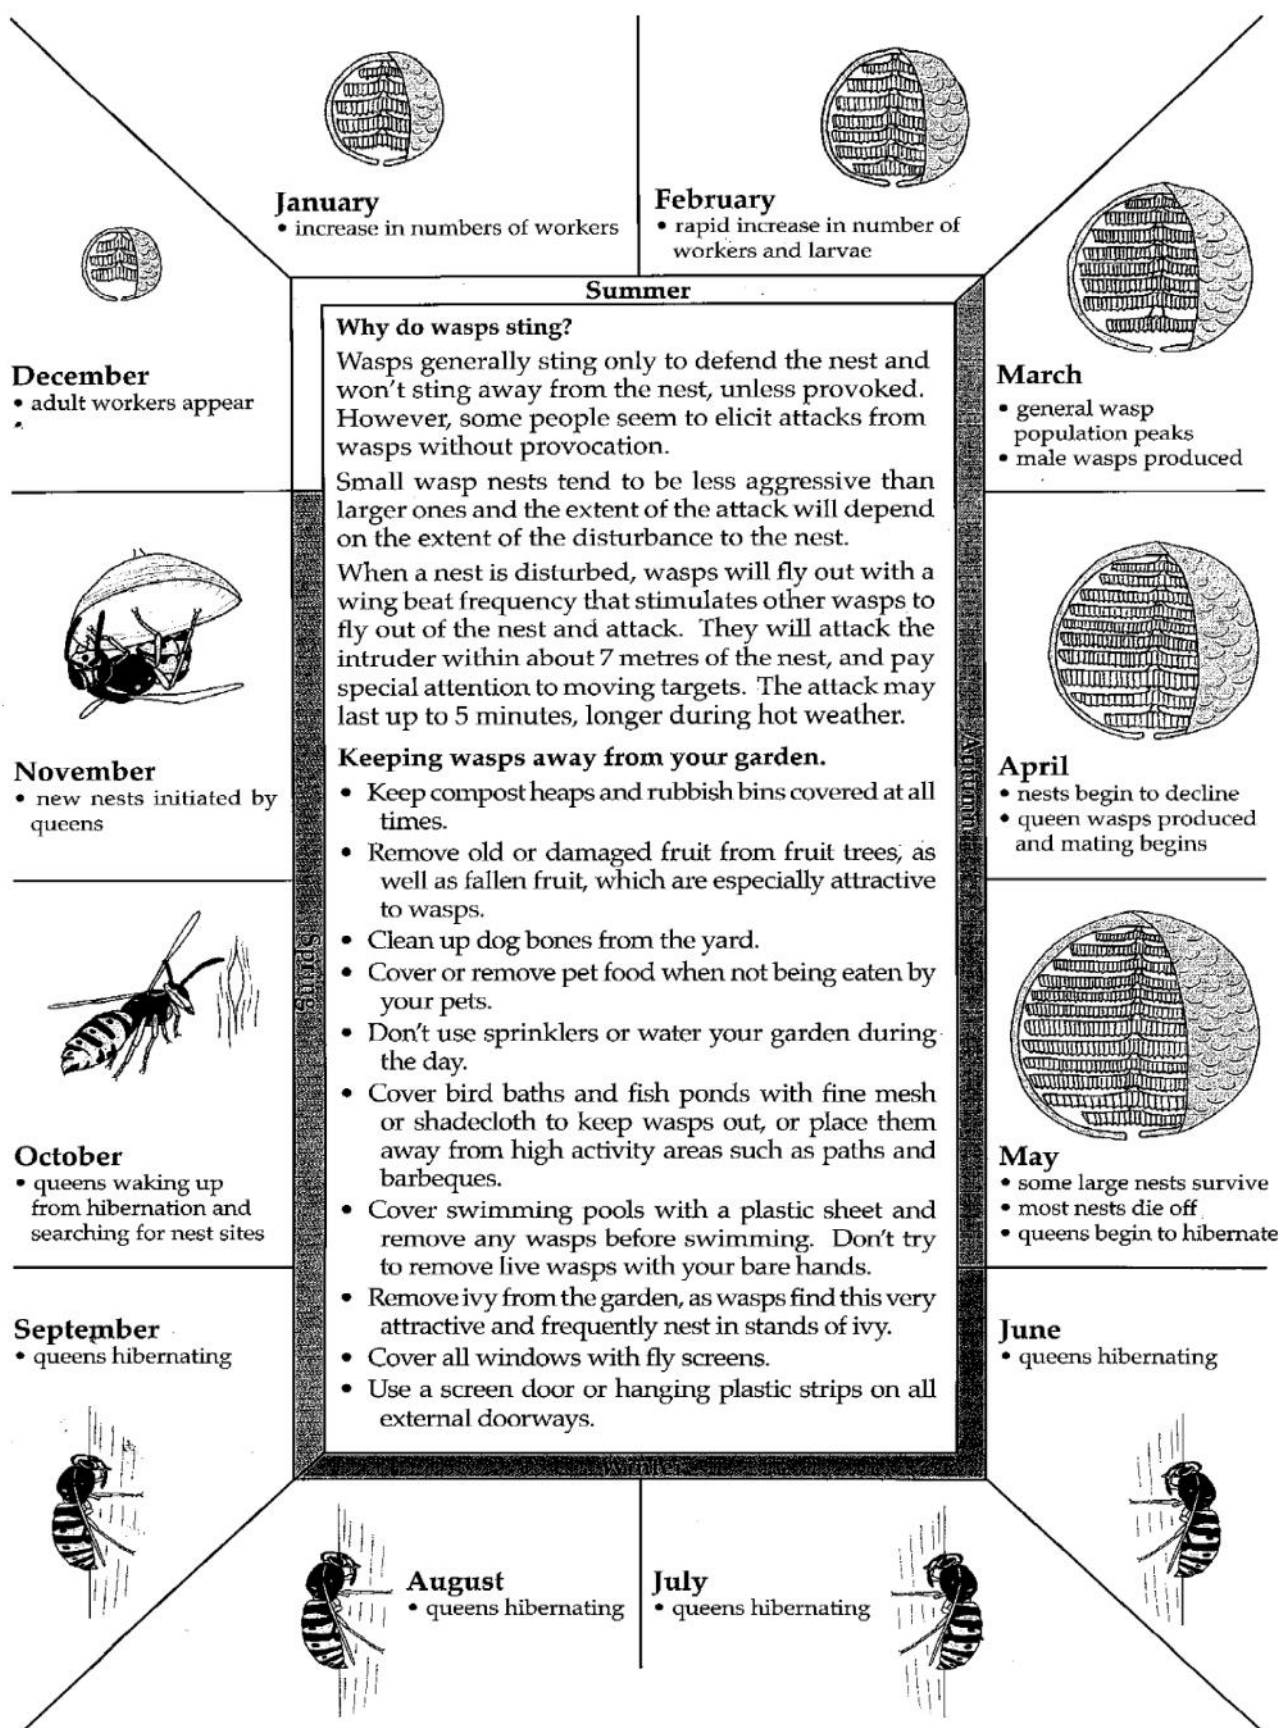 January
• increase in numbers of workers
February
• rapid increase in number of
workers and larvae
December
• adult workers appear
March
• general wasp
population peaks
• male wasps produced
November
• new nests initiated by
queens
April
• nests begin to decline
• queen wasps produced
and mating begins
October
• queens waking up
from hibernation and
searching for nest sites
May
• some large nests survive
• most nests die off
• queens begin to hibernate
September
• queens hibernating
June
• queens hibernating
August
• queens hibernating
July
• queens hibernating
Summer
Autumn
Winter
Spring
Why do wasps sting?
Wasps generally sting only to defend the nest and
won't sting away from the nest, unless provoked.
However, some people seem to elicit attacks from
wasps without provocation.
Small wasp nests tend to be less aggressive than
larger ones and the extent of the attack will depend
on the extent of the disturbance to the nest.
When a nest is disturbed, wasps will fly out with a
wing beat frequency that stimulates other wasps to
fly out of the nest and attack. They will attack the
intruder within about 7 metres of the nest, and pay
special attention to moving targets. The attack may
last up to 5 minutes, longer during hot weather.
Keeping wasps away from your garden.
• Keep compost heaps and rubbish bins covered at all
times.
• Remove old or damaged fruit from fruit trees, as
well as fallen fruit, which are especially attractive
to wasps.
• Clean up dog bones from the yard.
• Cover or remove pet food when not being eaten by
your pets.
• Don't use sprinklers or water your garden during
the day.
• Cover bird baths and fish ponds with fine mesh
or shadecloth to keep wasps out, or place them
away from high activity areas such as paths and
barbeques.
• Cover swimming pools with a plastic sheet and
remove any wasps before swimming. Don't try
to remove live wasps with your bare hands.
• Remove ivy from the garden, as wasps find this very
attractive and frequently nest in stands of ivy.
• Cover all windows with fly screens.
• Use a screen door or hanging plastic strips on all
external doorways.